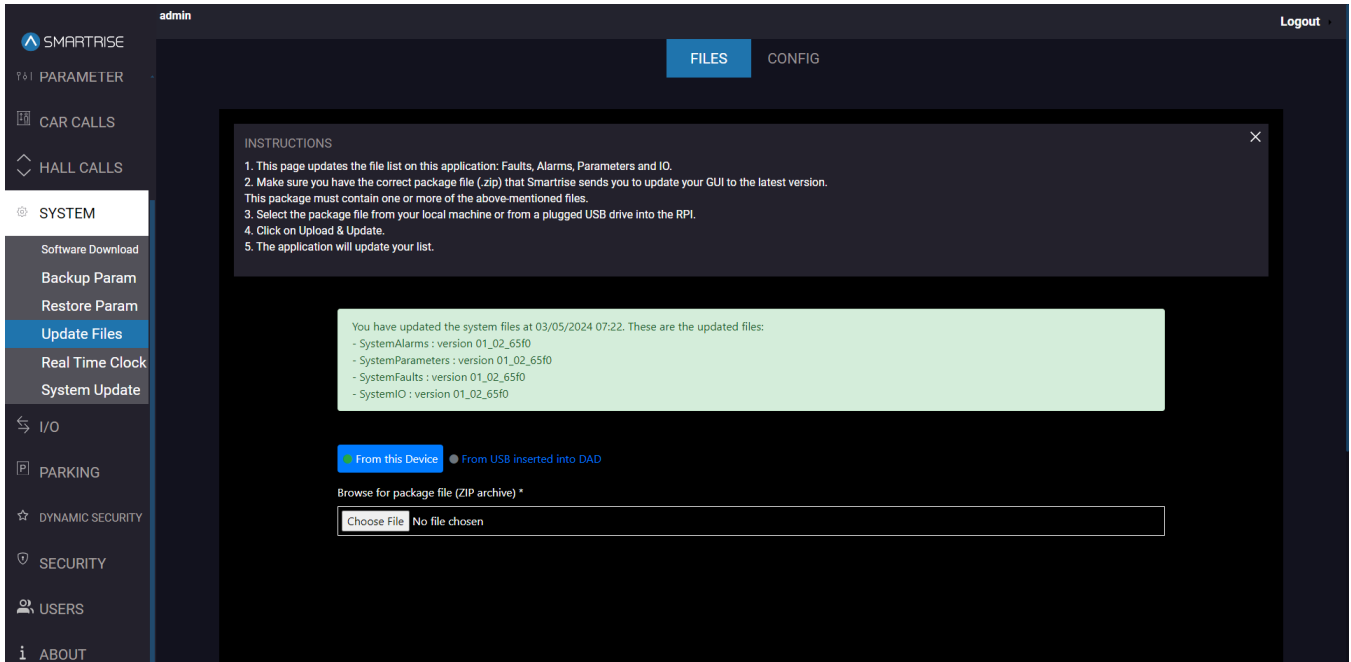 admin
Logout
SMARTRISE
PARAMETER
CAR CALLS
HALL CALLS
SYSTEM
Software Download
Backup Param
Restore Param
Update Files
Real Time Clock
System Update
I/O
PARKING
DYNAMIC SECURITY
SECURITY
USERS
ABOUT
FILES CONFIG
INSTRUCTIONS
1. This page updates the file list on this application: Faults, Alarms, Parameters and IO.
2. Make sure you have the correct package file (.zip) that Smartrise sends you to update your GUI to the latest version.
This package must contain one or more of the above-mentioned files.
3. Select the package file from your local machine or from a plugged USB drive into the RPI.
4. Click on Upload & Update.
5. The application will update your list.
You have updated the system files at 03/05/2024 07:22. These are the updated files:
- SystemAlarms : version 01_02_65f0
- SystemParameters : version 01_02_65f0
- SystemFaults : version 01_02_65f0
- SystemIO : version 01_02_65f0
From this Device From USB inserted into DAD
Browse for package file (ZIP archive) *
Choose File No file chosen